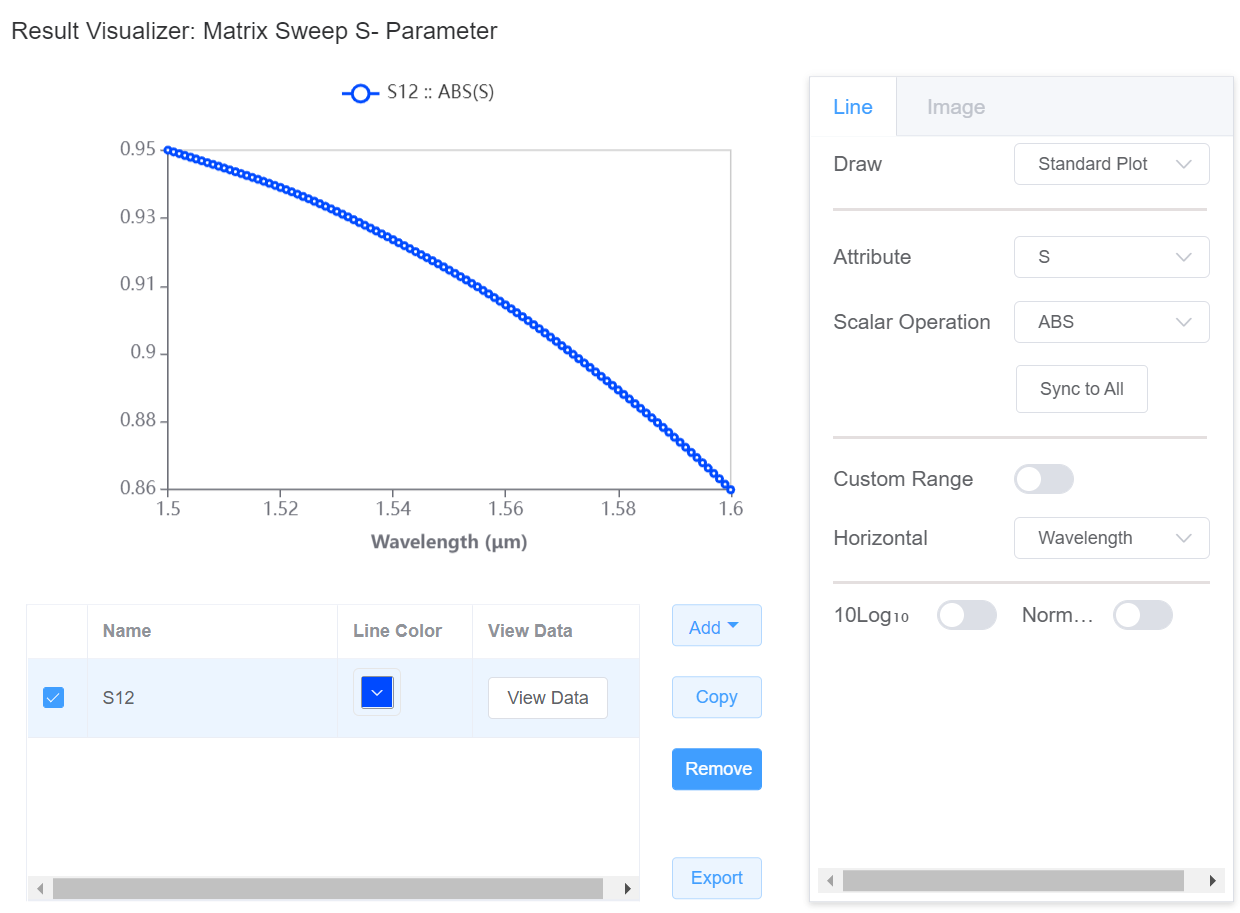 Result Visualizer: Matrix Sweep S- Parameter
S12 :: ABS(S)
0.95
0.93
0.91
0.9
0.88
0.86
1.5 1.52 1.54 1.56 1.58 1.6
Wavelength (μm)
Name Line Color View Data
S12 View Data
Add
Copy
Remove
Export
Line Image
Draw Standard Plot
Attribute S
Scalar Operation ABS
Sync to All
Custom Range
Horizontal Wavelength
10Log₁₀ Norm...